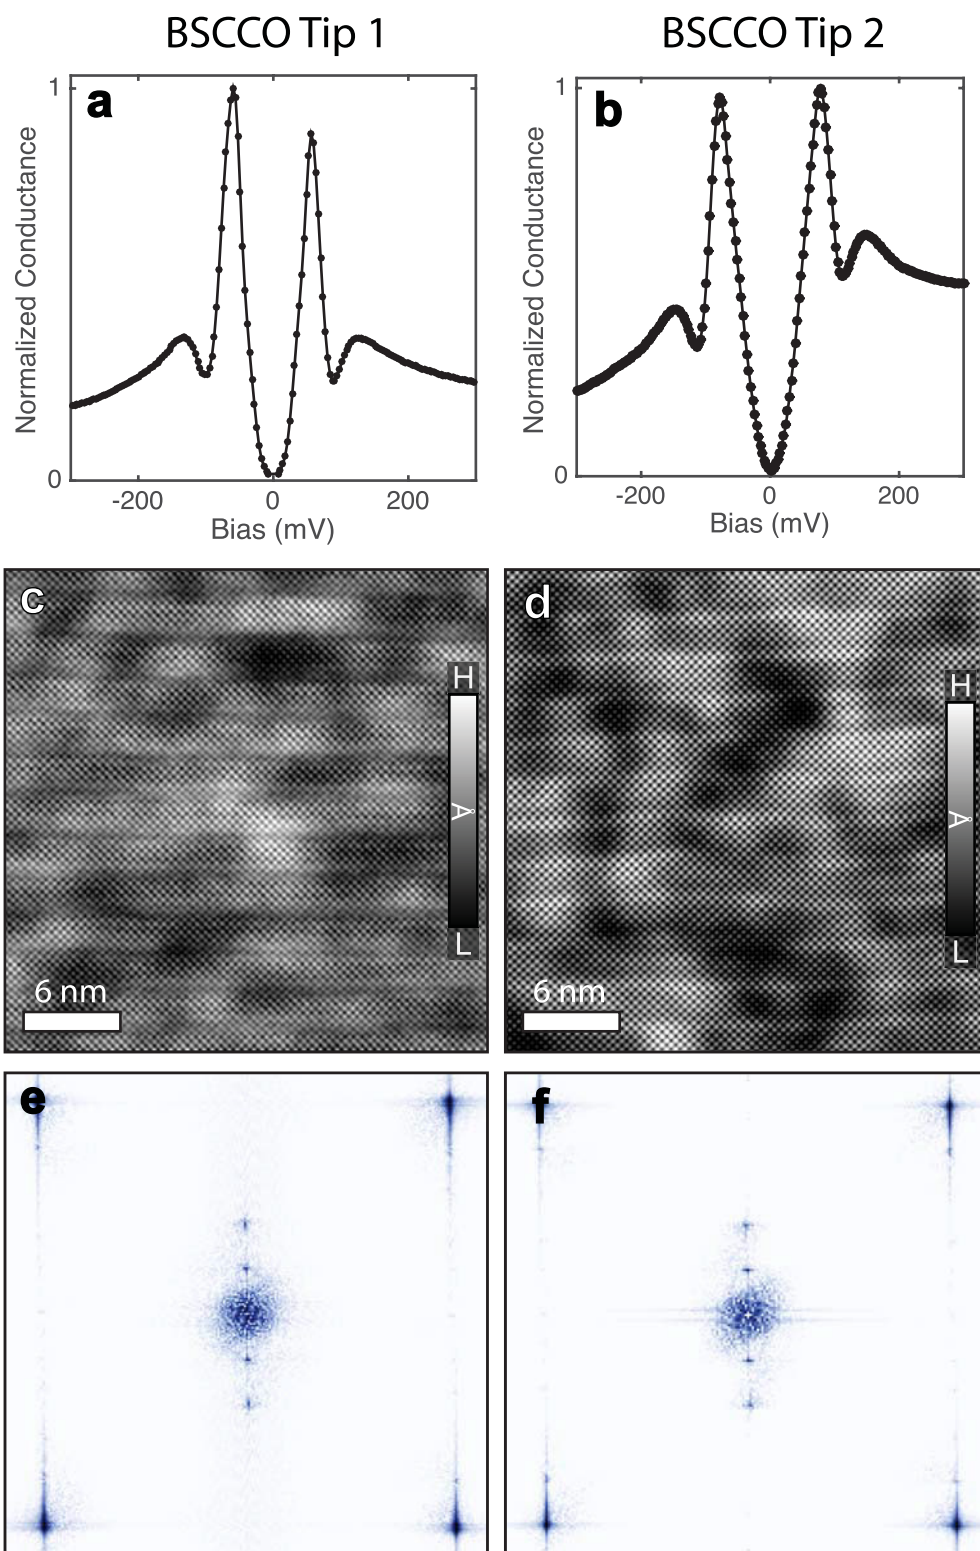 BSCCO Tip 1
BSCCO Tip 2
a
b
1
1
Normalized Conductance
Normalized Conductance
0
0
-200 0 200
-200 0 200
Bias (mV)
Bias (mV)
c
d
H
H
Å
Å
L
L
6 nm
6 nm
e
f